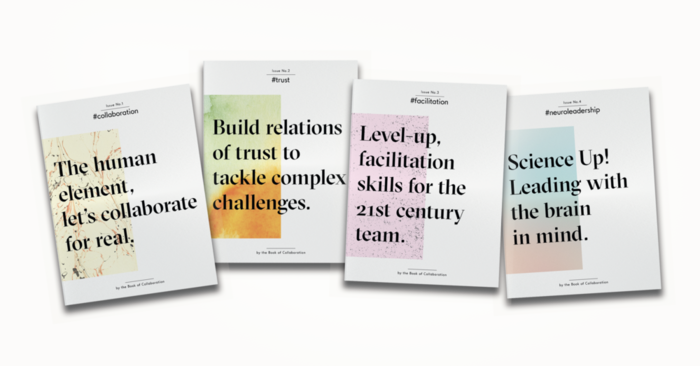 Issue No.1
#collaboration
The human
element,
let's collaborate
for real.
by the Book of Collaboration
Issue No.2
#trust
Build relations
of trust to
tackle complex
challenges.
by the Book of Collaboration
Issue No.3
#facilitation
Level-up,
facilitation
skills for the
21st century
team.
by the Book of Collaboration
Issue No.4
#neuroleadership
Science Up!
Leading with
the brain
in mind.
by the Book of Collaboration